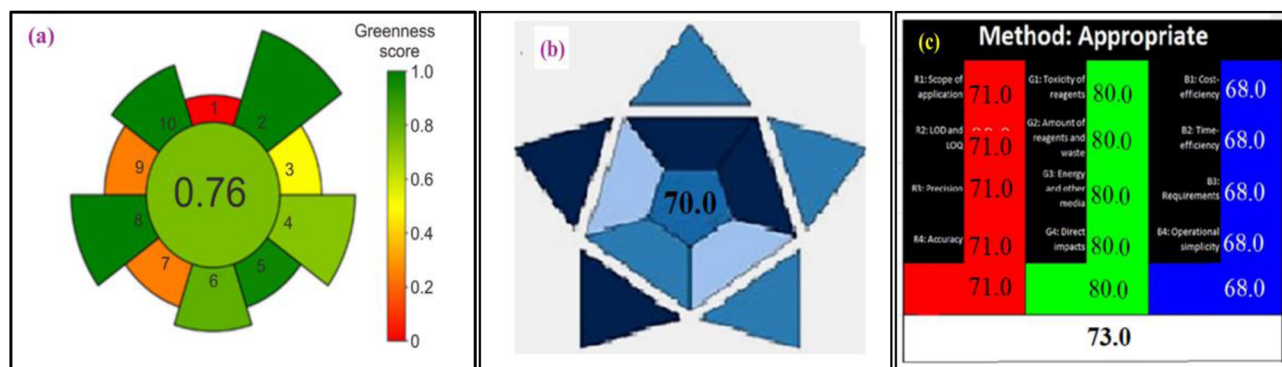 (a)
Greenness
score
1.0
0.8
0.6
0.4
0.2
0
1
2
3
4
5
6
7
8
9
10
0.76
(b)
70.0
(c)
Method: Appropriate
R1: Scope of
application
71.0
G1: Toxicity of
reagents
80.0
B1: Cost-
efficiency
68.0
R2: LOD and
LOQ
71.0
G2: Amount of
reagents and
waste
80.0
B2: Time-
efficiency
68.0
R3: Precision
71.0
G3: Energy
and other
media
80.0
B3:
Requirements
68.0
R4: Accuracy
71.0
G4: Direct
impacts
80.0
B4: Operational
simplicity
68.0
71.0
80.0
68.0
73.0